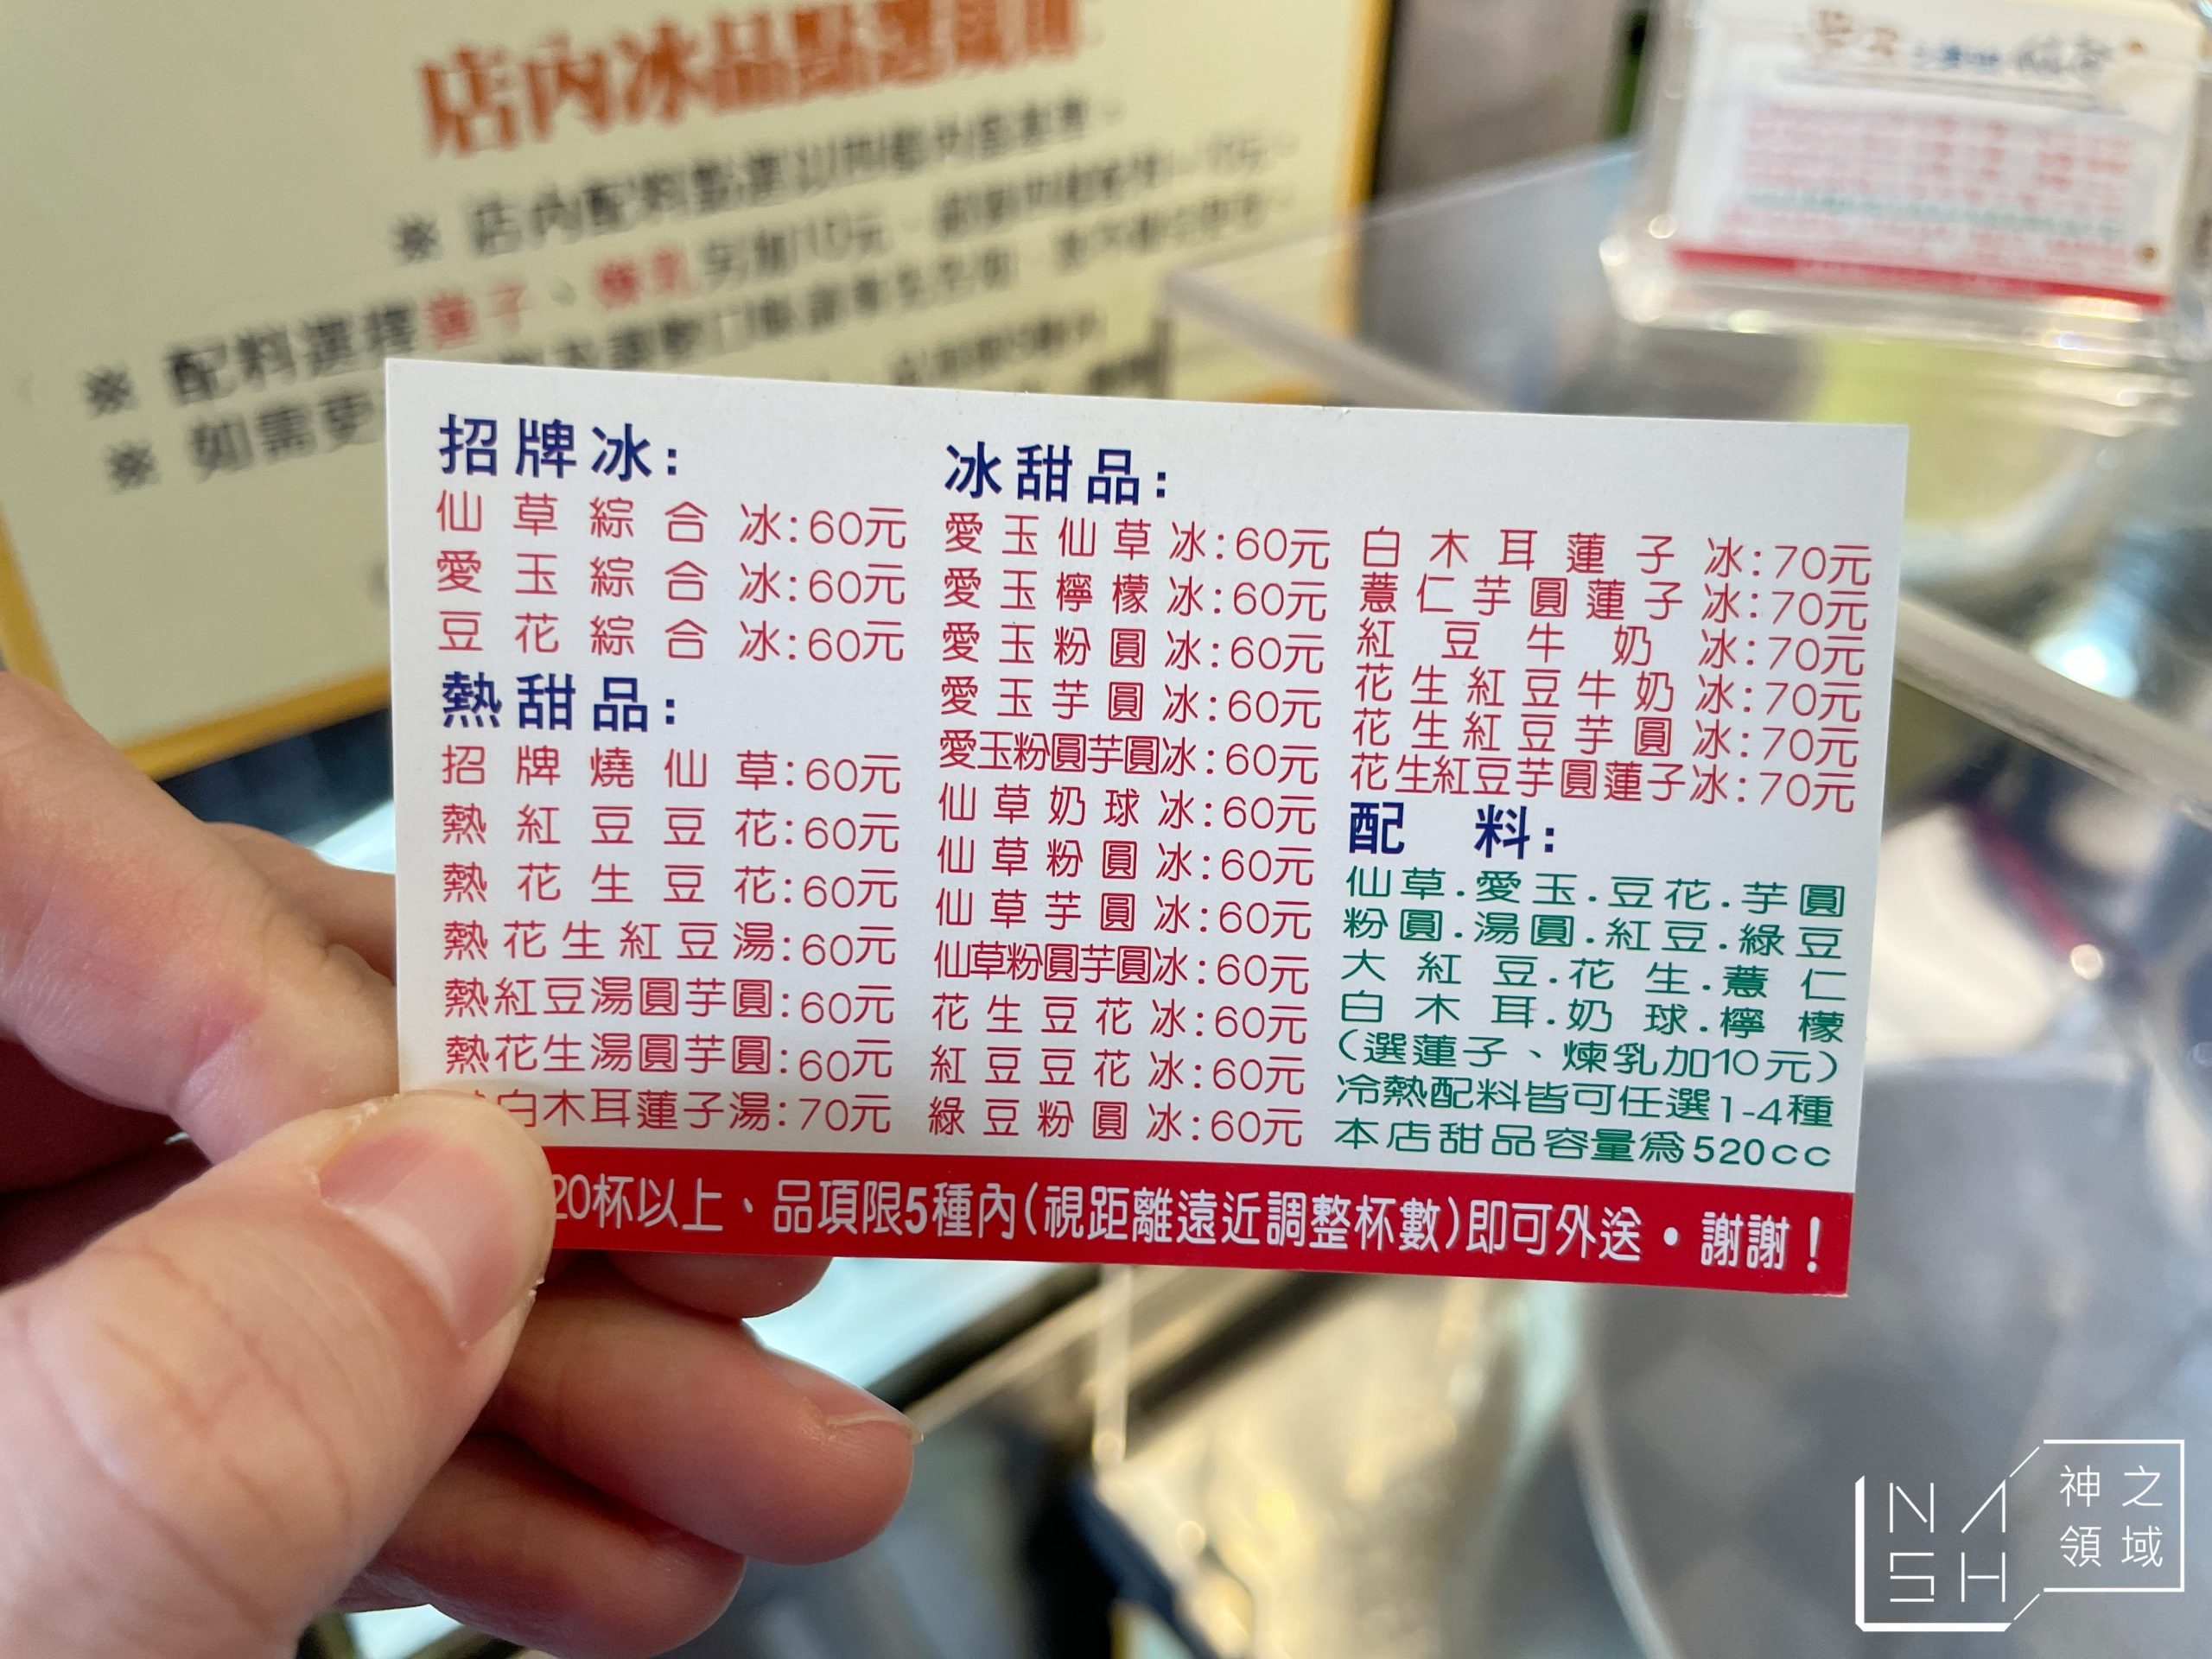 店內冰品點選
※ 店內配料點選
※ 配料選擇蓮子、煉乳另加10元
※ 如需更
招牌冰:
仙草綜合冰:60元
愛玉綜合冰:60元
豆花綜合冰:60元
熱甜品:
招牌燒仙草:60元
熱紅豆豆花:60元
熱花生豆花:60元
熱花生紅豆湯:60元
熱紅豆湯圓芋圓:60元
熱花生湯圓芋圓:60元
白木耳蓮子湯:70元
冰甜品:
愛玉仙草冰:60元
愛玉檸檬冰:60元
愛玉粉圓冰:60元
愛玉芋圓冰:60元
愛玉粉圓芋圓冰:60元
仙草奶球冰:60元
仙草粉圓冰:60元
仙草芋圓冰:60元
仙草粉圓芋圓冰:60元
花生豆花冰:60元
紅豆豆花冰:60元
綠豆粉圓冰:60元
白木耳蓮子冰:70元
薏仁芋圓蓮子冰:70元
紅豆牛奶冰:70元
花生紅豆牛奶冰:70元
花生紅豆芋圓冰:70元
花生紅豆芋圓蓮子冰:70元
配料:
仙草.愛玉.豆花.芋圓
粉圓.湯圓.紅豆.綠豆
大紅豆.花生.薏仁
白木耳.奶球.檸檬
(選蓮子、煉乳加10元)
冷熱配料皆可任選1-4種
本店甜品容量為520cc
20杯以上、品項限5種內(視距離遠近調整杯數)即可外送·謝謝!
NASH
神之
領域